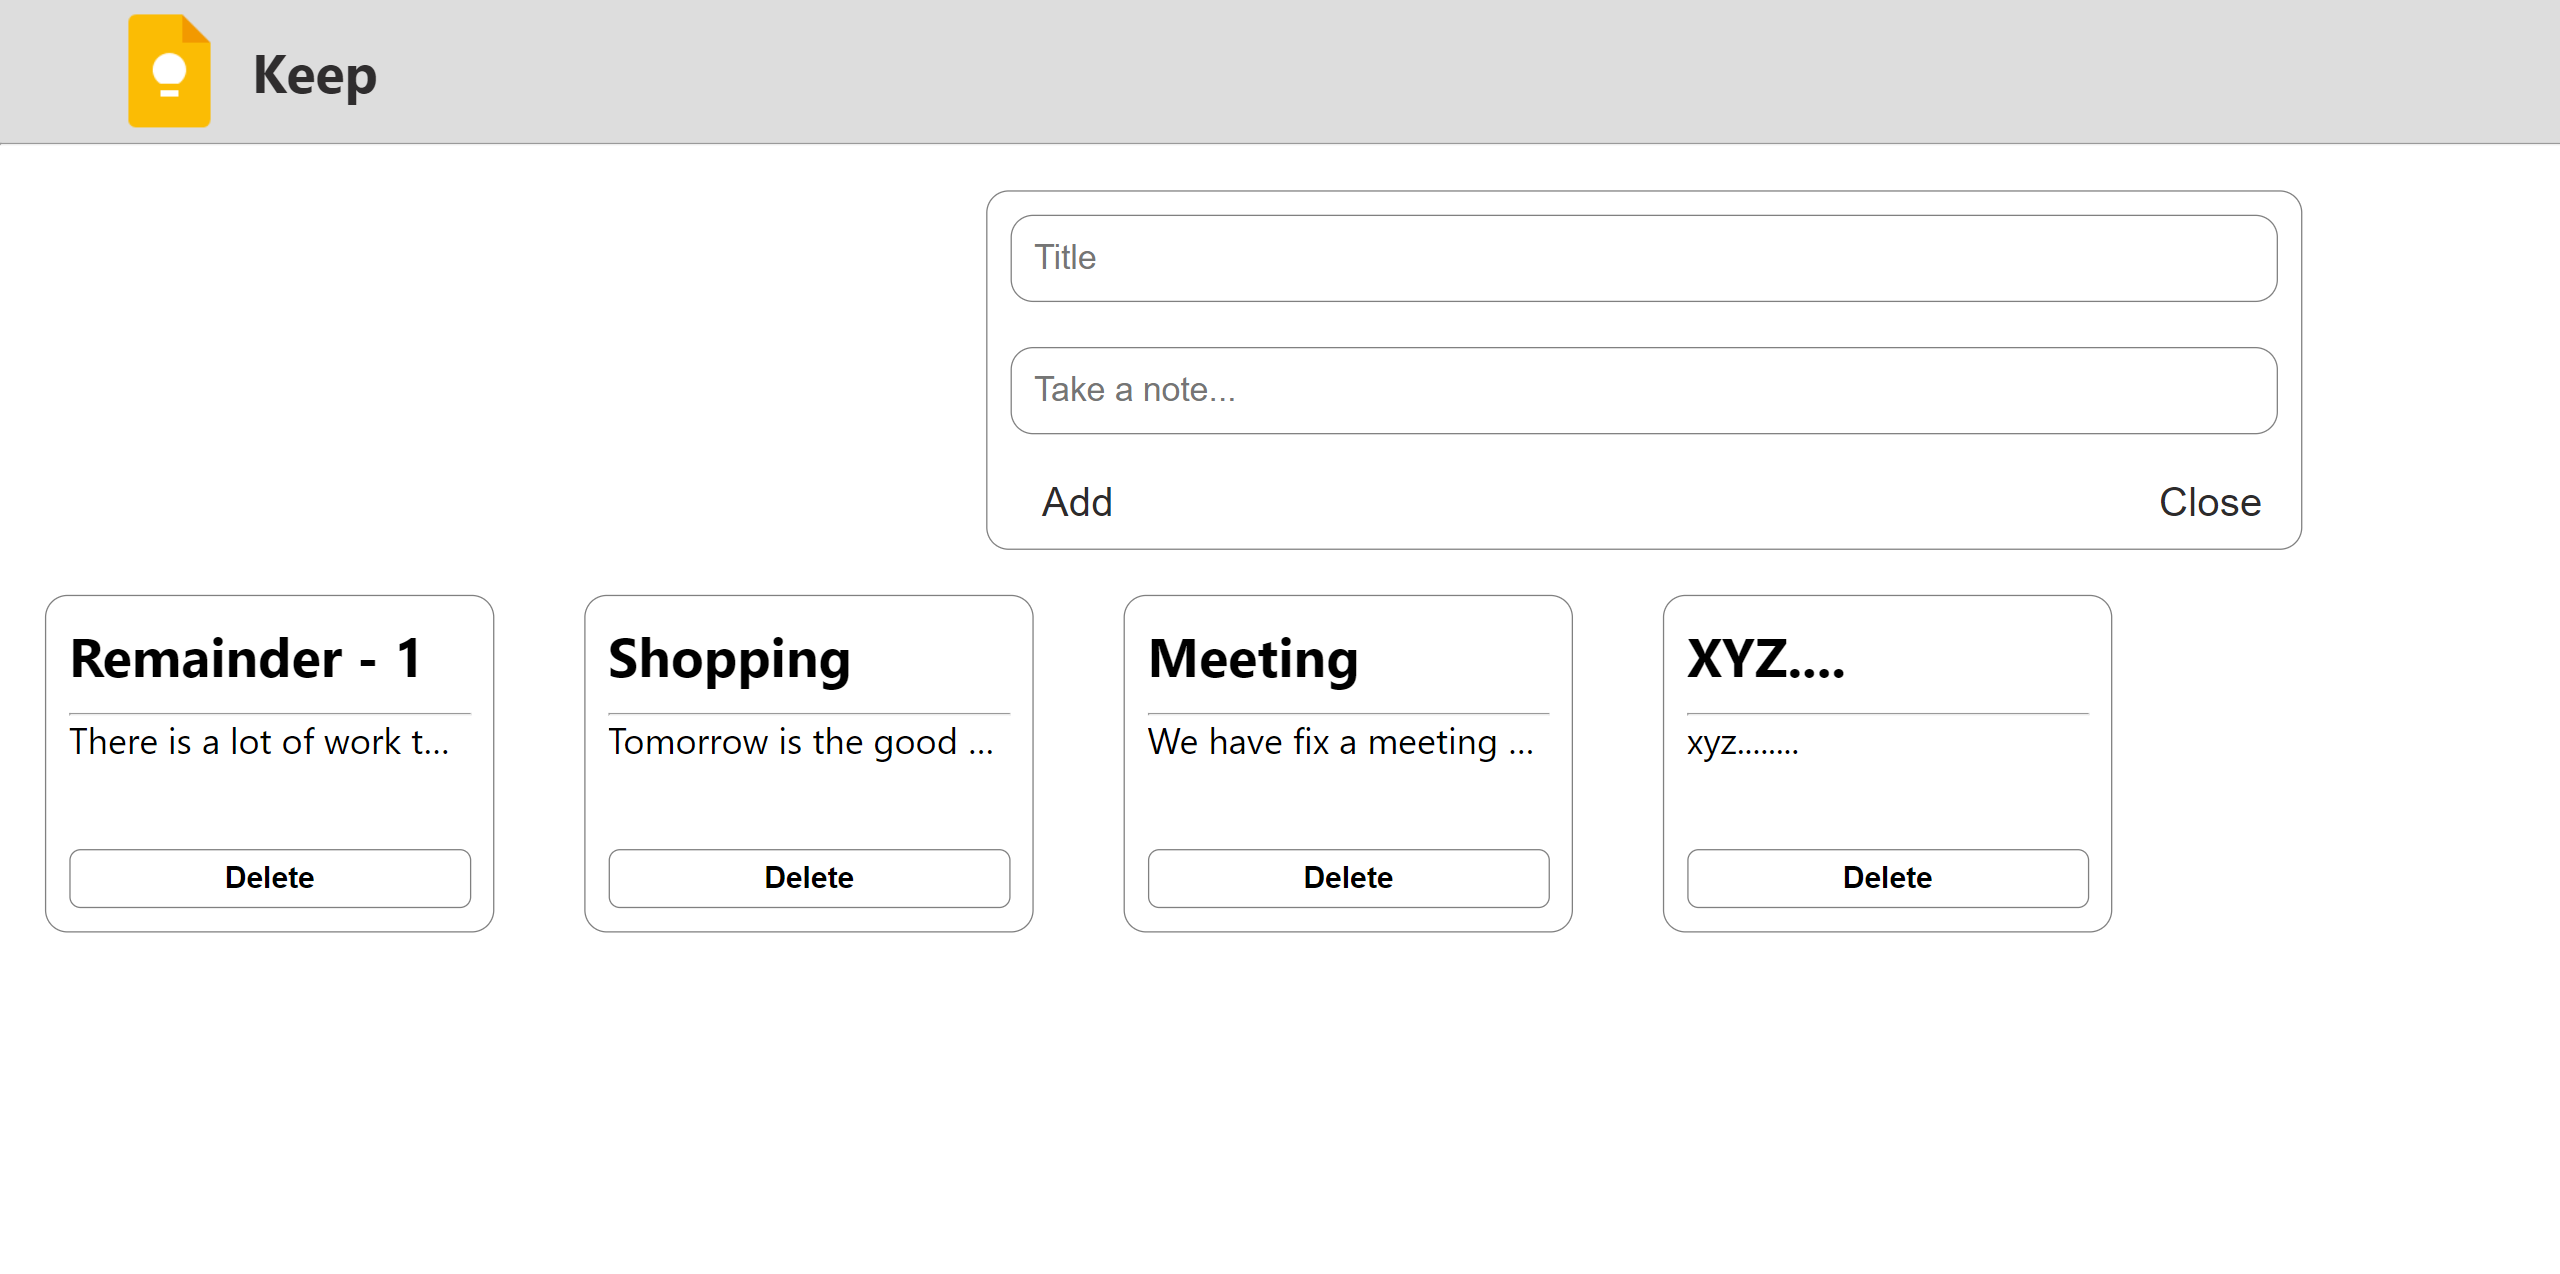 Keep
Title
Take a note...
Add Close
Remainder - 1
There is a lot of work t...
Delete
Shopping
Tomorrow is the good ...
Delete
Meeting
We have fix a meeting ...
Delete
XYZ....
xyz........
Delete